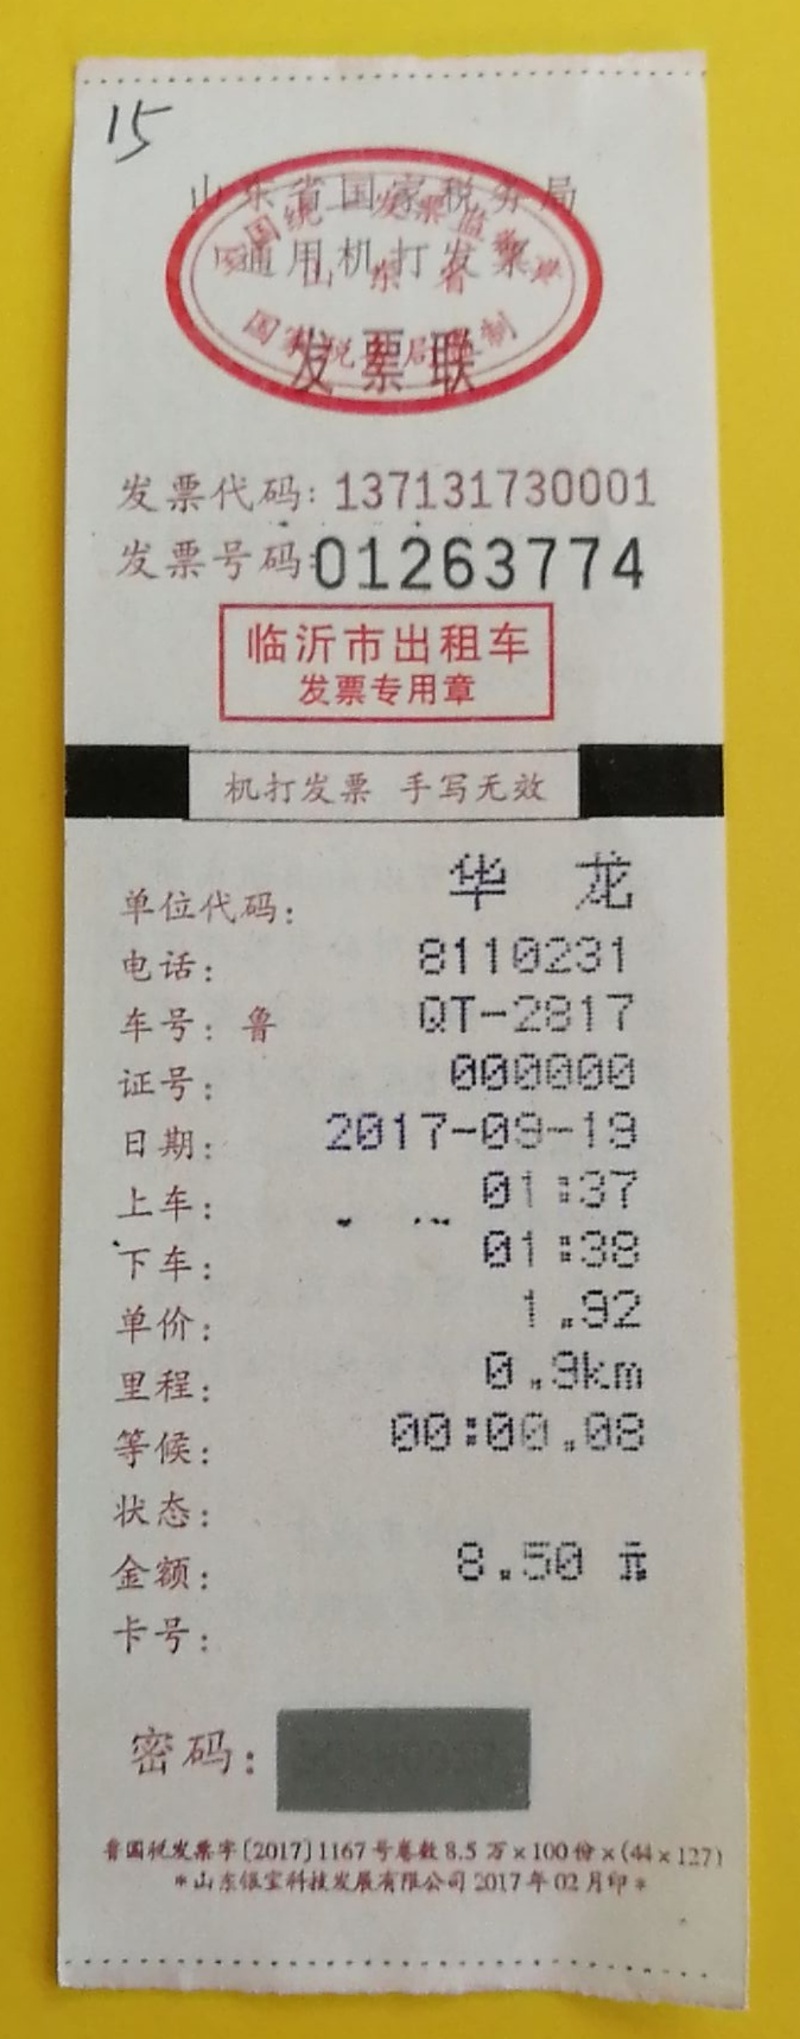 15
山东省国家税务局
通用机打发票
发票联
全国统一发票监制章
山东省
国家税务局监制
发票代码：137131730001
发票号码：01263774
临沂市出租车
发票专用章
机打发票 手写无效
单位代码：华 龙
电话：8110231
车号：鲁 QT-2817
证号：000000
日期：2017-09-19
上车：01:37
下车：01:38
单价：1.92
里程：0.9km
等候：00:00.08
状态：
金额：8.50 元
卡号：
密码：
鲁国税发票字〔2017〕1167号卷数8.5万×100份×(44×127)
*山东银宝科技发展有限公司2017年02月印*